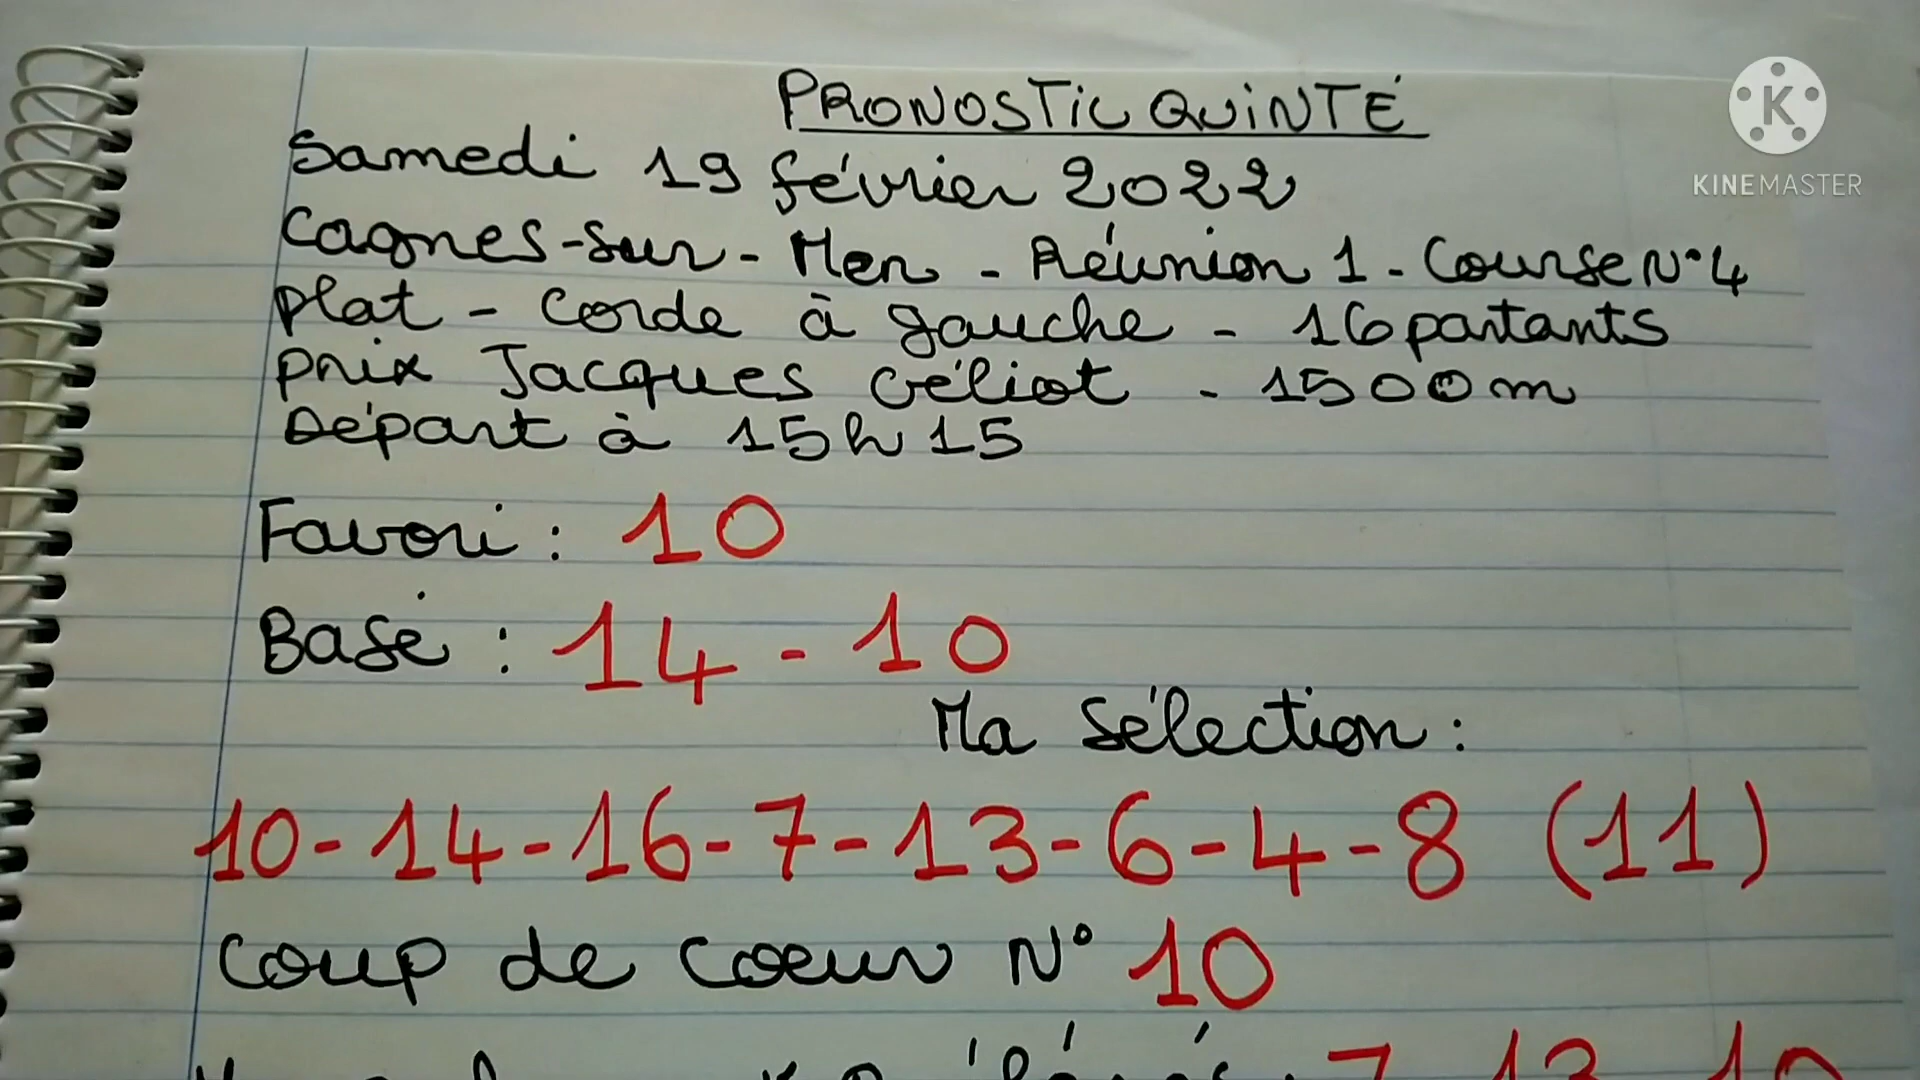 PRONOSTIC QUINTÉ
K
KINEMASTER
Samedi 19 février 2022
Cagnes-sur-Mer - Réunion 1 - Course N°4
Plat - Corde à gauche - 16 partants
Prix Jacques Géliot - 1500 m
Départ à 15h15
Favori : 10
Base : 14 - 10
Ma Sélection :
10 - 14 - 16 - 7 - 13 - 6 - 4 - 8 (11)
Coup de coeur N° 10